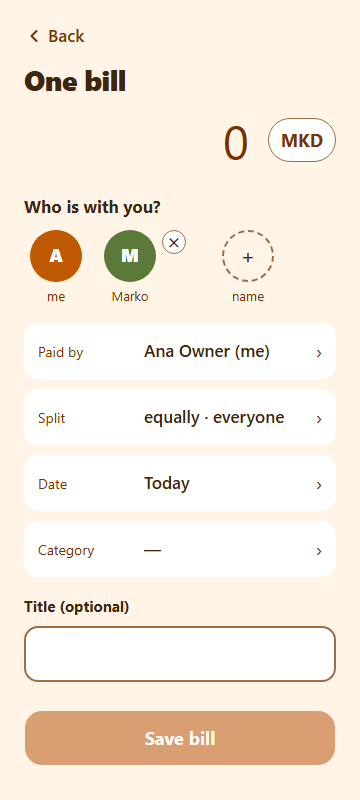 Back
One bill
0 MKD
Who is with you?
A M × +
me Marko name
Paid by Ana Owner (me) ›
Split equally · everyone ›
Date Today ›
Category — ›
Title (optional)
Save bill